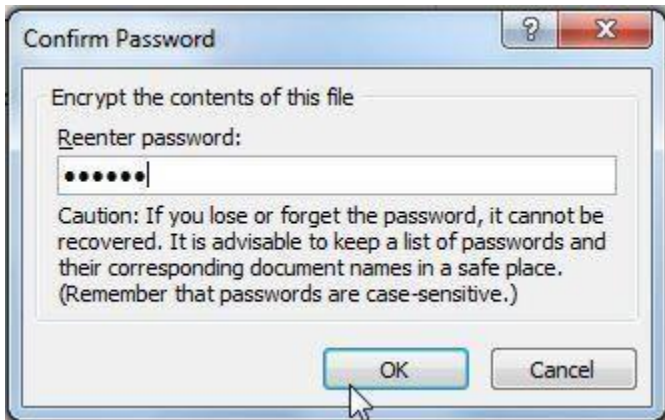 Confirm Password
Encrypt the contents of this file
Reenter password:
••••••
Caution: If you lose or forget the password, it cannot be
recovered. It is advisable to keep a list of passwords and
their corresponding document names in a safe place.
(Remember that passwords are case-sensitive.)
OK
Cancel